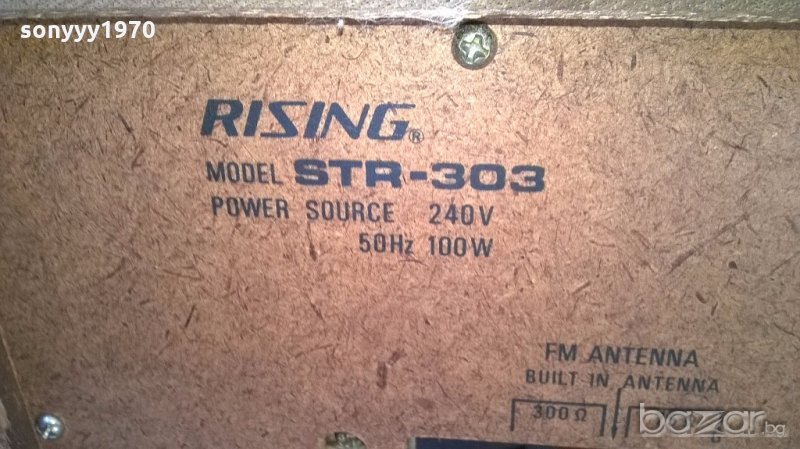 sonyyy1970
RISING®
MODEL STR-303
POWER SOURCE 240V
50Hz 100W
FM ANTENNA
BUILT IN ANTENNA
300Ω
bazar.bg